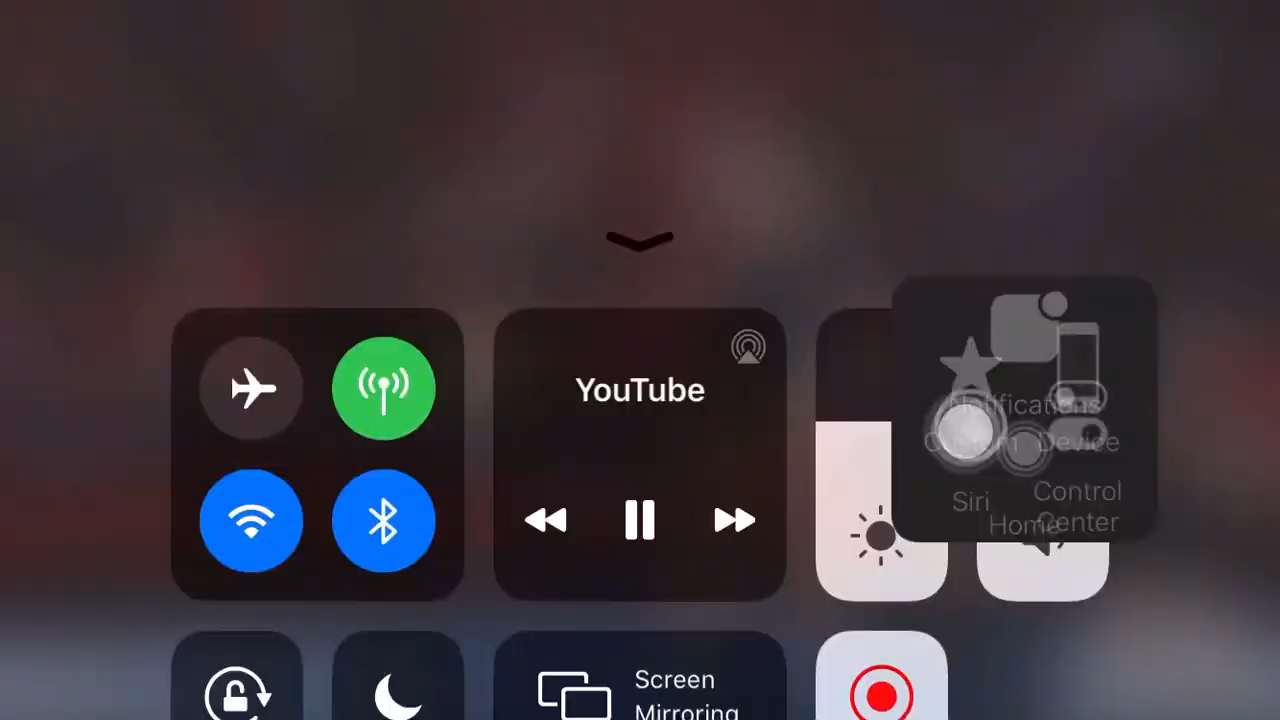 YouTube
Notifications
Custom Device
Siri
Control
Center
Home
Screen
Mirroring